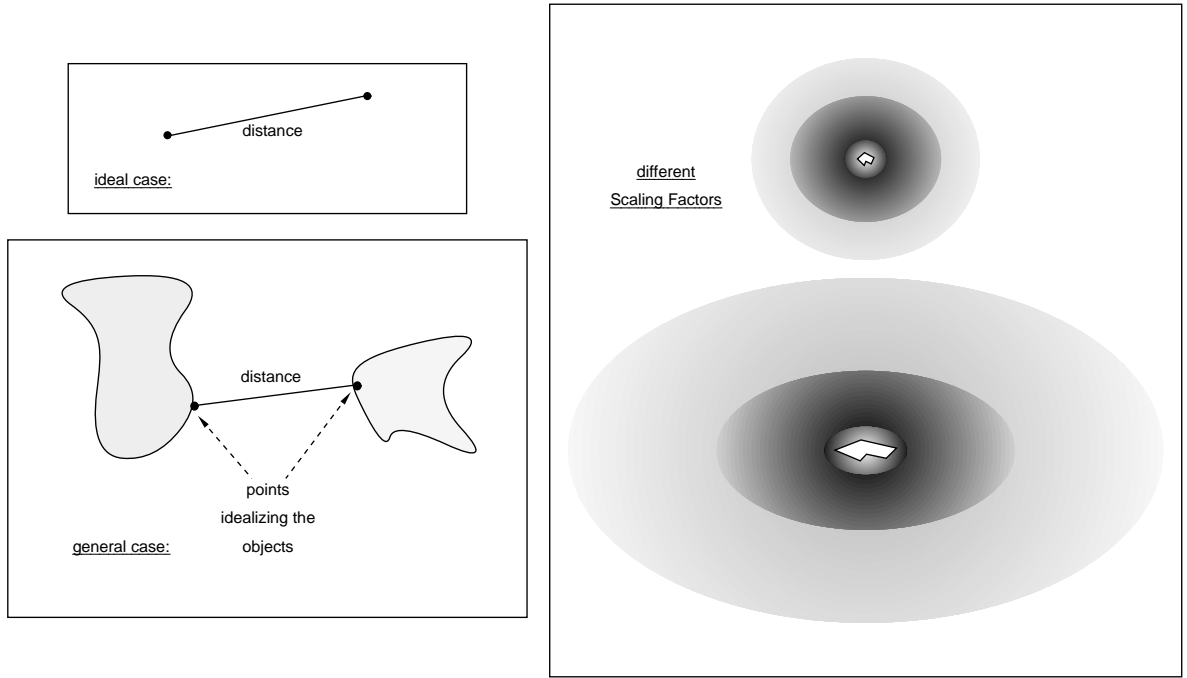 distance
ideal case:
distance
points
idealizing the
objects
general case:
different
Scaling Factors